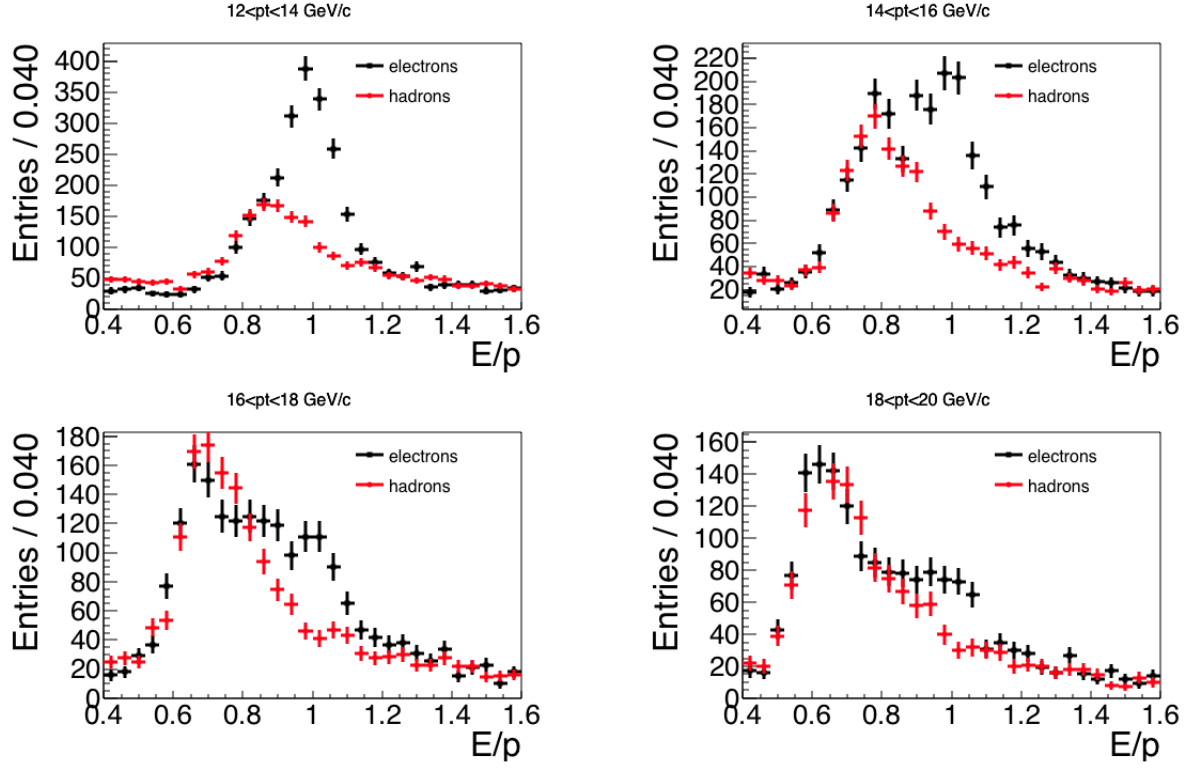 12<pt<14 GeV/c
Entries / 0.040
400
350
300
250
200
150
100
50
0
electrons
hadrons
0.4 0.6 0.8 1 1.2 1.4 1.6
E/p
14<pt<16 GeV/c
Entries / 0.040
220
200
180
160
140
120
100
80
60
40
20
electrons
hadrons
0.4 0.6 0.8 1 1.2 1.4 1.6
E/p
16<pt<18 GeV/c
Entries / 0.040
180
160
140
120
100
80
60
40
20
0
electrons
hadrons
0.4 0.6 0.8 1 1.2 1.4 1.6
E/p
18<pt<20 GeV/c
Entries / 0.040
160
140
120
100
80
60
40
20
0
electrons
hadrons
0.4 0.6 0.8 1 1.2 1.4 1.6
E/p